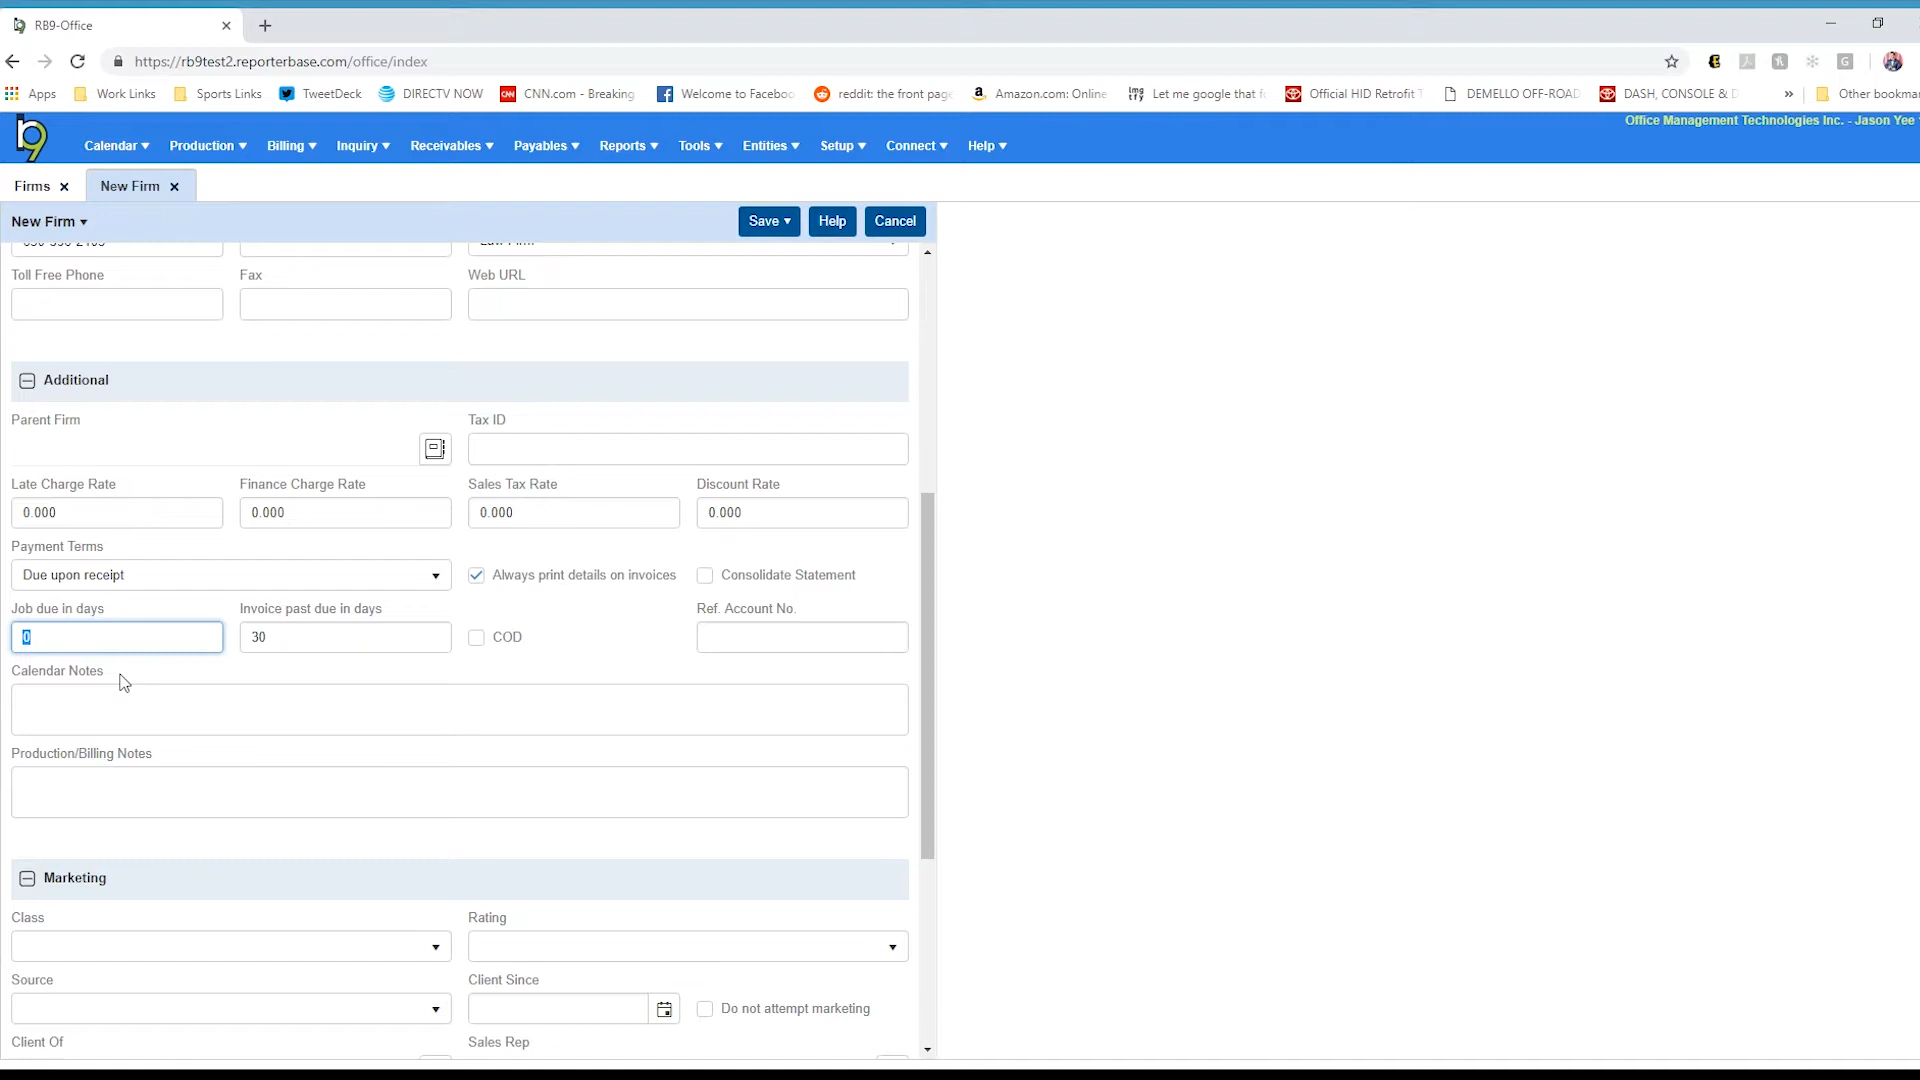 RB9-Office
https://rb9test2.reporterbase.com/office/index
Apps Work Links Sports Links TweetDeck DIRECTV NOW CNN.com - Breaking Welcome to Faceboo reddit: the front page Amazon.com: Online Let me google that fo Official HID Retrofit T DEMELLO OFF-ROAD DASH, CONSOLE & D » Other bookmar
Office Management Technologies Inc. - Jason Yee
Calendar Production Billing Inquiry Receivables Payables Reports Tools Entities Setup Connect Help
Firms New Firm
New Firm Save Help Cancel
Toll Free Phone Fax Web URL
Additional
Parent Firm Tax ID
Late Charge Rate Finance Charge Rate Sales Tax Rate Discount Rate
0.000 0.000 0.000 0.000
Payment Terms
Due upon receipt Always print details on invoices Consolidate Statement
Job due in days Invoice past due in days Ref. Account No.
0 30 COD
Calendar Notes
Production/Billing Notes
Marketing
Class Rating
Source Client Since
Do not attempt marketing
Client Of Sales Rep